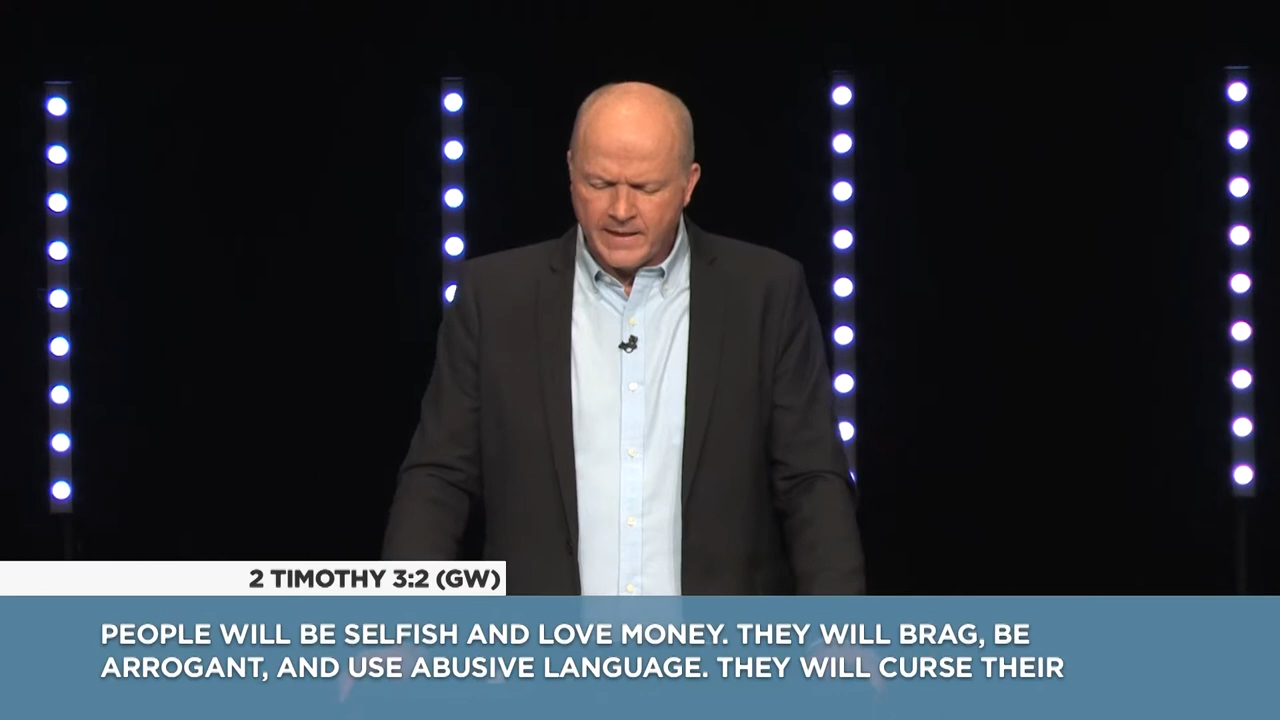 2 TIMOTHY 3:2 (GW)
PEOPLE WILL BE SELFISH AND LOVE MONEY. THEY WILL BRAG, BE
ARROGANT, AND USE ABUSIVE LANGUAGE. THEY WILL CURSE THEIR